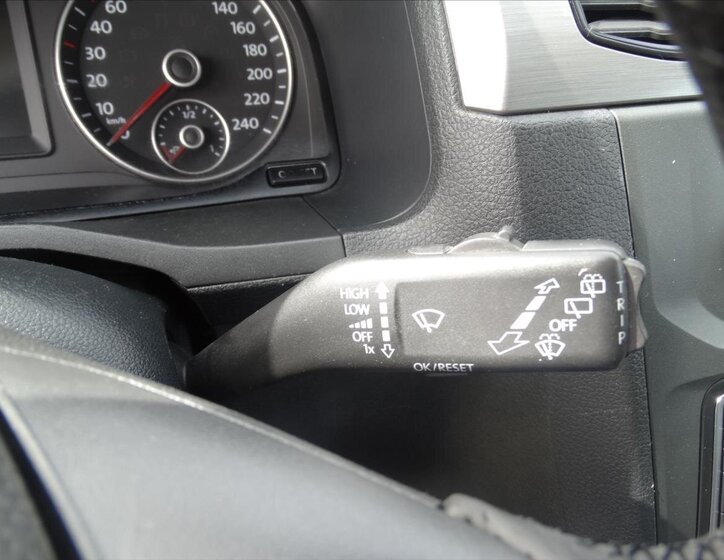 60 140
40 160
30 180
20 200
10 220
km/h 0 240
1/2
HIGH
LOW
OFF
1x
OFF
OK/RESET
TRIP